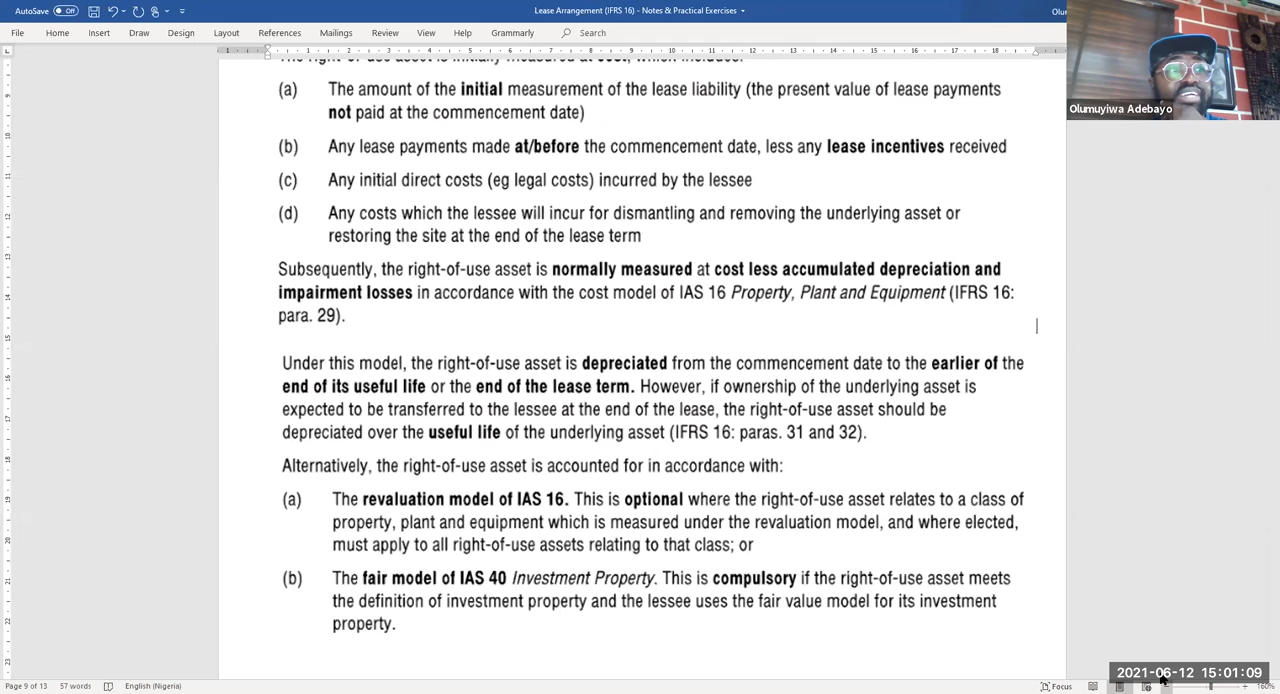 AutoSave Off
Lease Arrangement (IFRS 16) - Notes & Practical Exercises
Olu
File Home Insert Draw Design Layout References Mailings Review View Help Grammarly Search
The right-of-use asset is initially measured at cost, which includes:
(a) The amount of the initial measurement of the lease liability (the present value of lease payments
not paid at the commencement date)
(b) Any lease payments made at/before the commencement date, less any lease incentives received
(c) Any initial direct costs (eg legal costs) incurred by the lessee
(d) Any costs which the lessee will incur for dismantling and removing the underlying asset or
restoring the site at the end of the lease term
Subsequently, the right-of-use asset is normally measured at cost less accumulated depreciation and
impairment losses in accordance with the cost model of IAS 16 Property, Plant and Equipment (IFRS 16:
para. 29).
Under this model, the right-of-use asset is depreciated from the commencement date to the earlier of the
end of its useful life or the end of the lease term. However, if ownership of the underlying asset is
expected to be transferred to the lessee at the end of the lease, the right-of-use asset should be
depreciated over the useful life of the underlying asset (IFRS 16: paras. 31 and 32).
Alternatively, the right-of-use asset is accounted for in accordance with:
(a) The revaluation model of IAS 16. This is optional where the right-of-use asset relates to a class of
property, plant and equipment which is measured under the revaluation model, and where elected,
must apply to all right-of-use assets relating to that class; or
(b) The fair model of IAS 40 Investment Property. This is compulsory if the right-of-use asset meets
the definition of investment property and the lessee uses the fair value model for its investment
property.
Olumuyiwa Adebayo
2021-06-12 15:01:09
Page 9 of 13 57 words English (Nigeria) Focus 160%